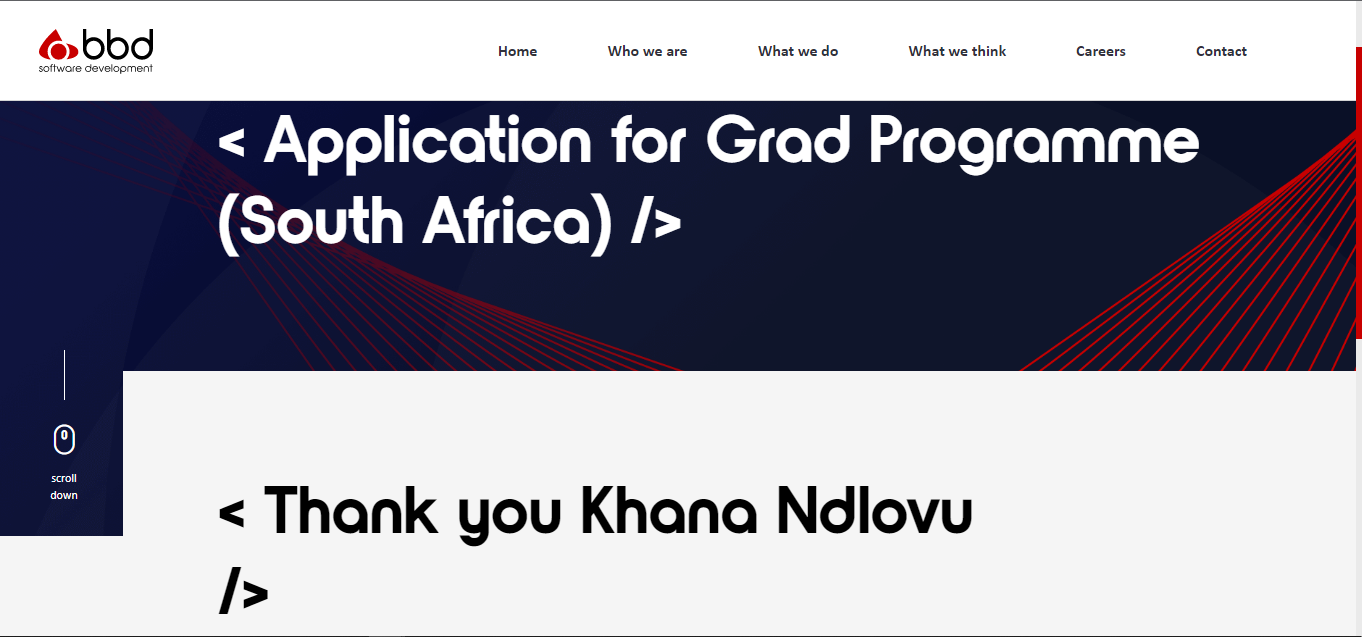 bbd
software development
Home Who we are What we do What we think Careers Contact
< Application for Grad Programme
(South Africa) />
scroll
down
< Thank you Khana Ndlovu
/>